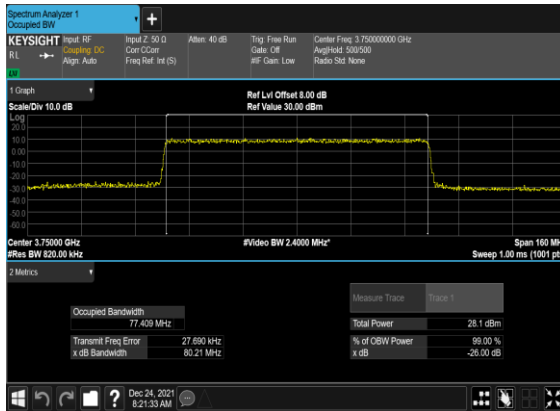 Spectrum Analyzer 1
Occupied BW
+
KEYSIGHT Input: RF Input Z: 50 Ω Atten: 40 dB Trig: Free Run Center Freq: 3.750000000 GHz
RL Coupling: DC Corr CCorr Gate: Off Avg|Hold: 500/500
Align: Auto Freq Ref: Int (S) #IF Gain: Low Radio Std: None
1 Graph
Ref Lvl Offset 8.00 dB
Scale/Div 10.0 dB Ref Value 30.00 dBm
Log
20.0
10.0
0.00
-10.0
-20.0
-30.0
-40.0
-50.0
-60.0
Center 3.75000 GHz #Video BW 2.4000 MHz* Span 160 MH
#Res BW 820.00 kHz Sweep 1.00 ms (1001 pt
2 Metrics
Measure Trace Trace 1
Occupied Bandwidth
77.409 MHz Total Power 28.1 dBm
Transmit Freq Error 27.690 kHz % of OBW Power 99.00 %
x dB Bandwidth 80.21 MHz x dB -26.00 dB
? Dec 24, 2021
8:21:33 AM